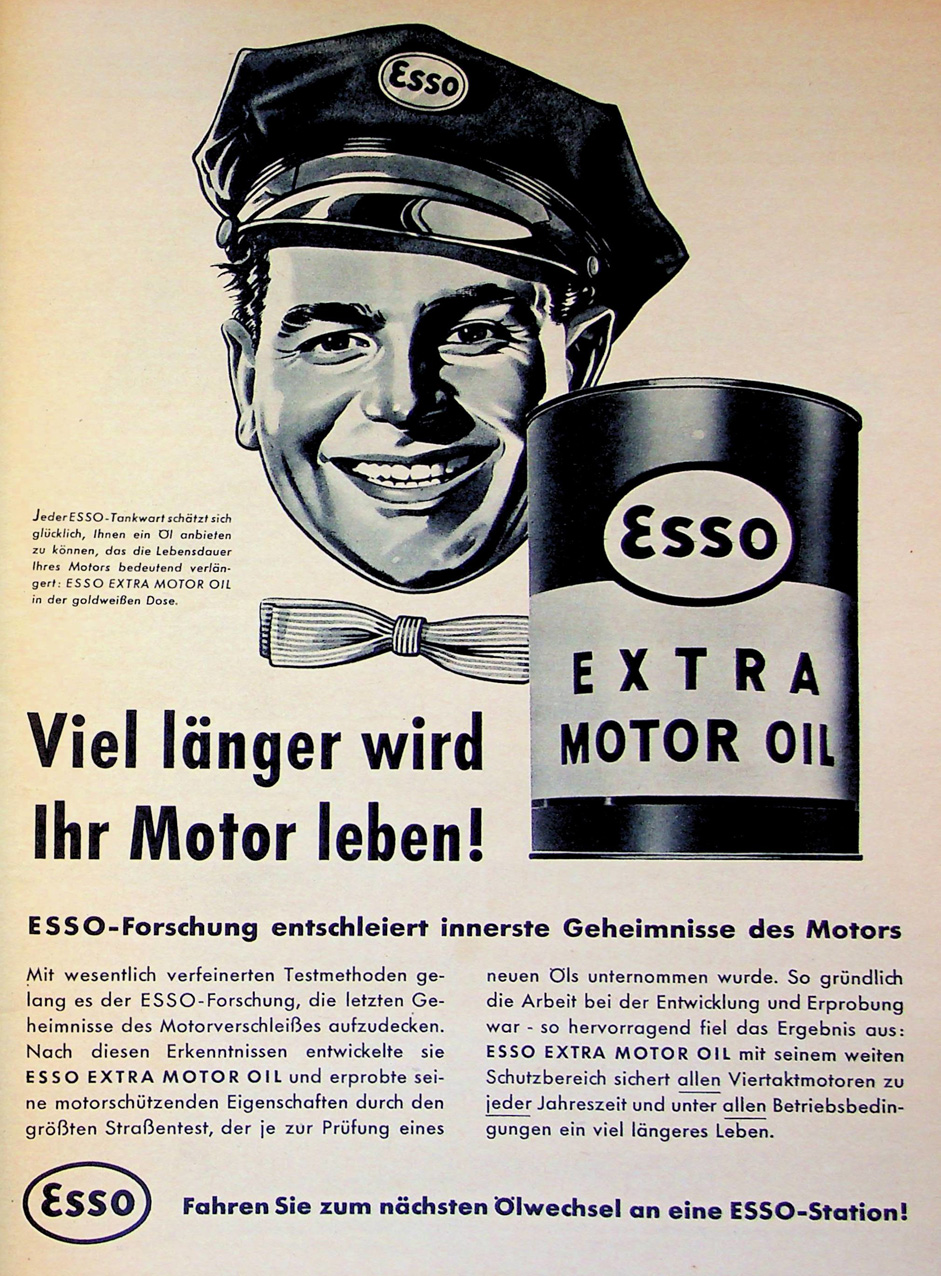 Esso
Jeder ESSO-Tankwart schätzt sich
glücklich, Ihnen ein Öl anbieten
zu können, das die Lebensdauer
Ihres Motors bedeutend verlän-
gert: ESSO EXTRA MOTOR OIL
in der goldweißen Dose.
Esso
EXTRA
MOTOR OIL
Viel länger wird
Ihr Motor leben!
ESSO-Forschung entschleiert innerste Geheimnisse des Motors
Mit wesentlich verfeinerten Testmethoden ge-
lang es der ESSO-Forschung, die letzten Ge-
heimnisse des Motorverschleißes aufzudecken.
Nach diesen Erkenntnissen entwickelte sie
ESSO EXTRA MOTOR OIL und erprobte sei-
ne motorschützenden Eigenschaften durch den
größten Straßentest, der je zur Prüfung eines
neuen Öls unternommen wurde. So gründlich
die Arbeit bei der Entwicklung und Erprobung
war - so hervorragend fiel das Ergebnis aus:
ESSO EXTRA MOTOR OIL mit seinem weiten
Schutzbereich sichert allen Viertaktmotoren zu
jeder Jahreszeit und unter allen Betriebsbedin-
gungen ein viel längeres Leben.
Esso
Fahren Sie zum nächsten Ölwechsel an eine ESSO-Station!